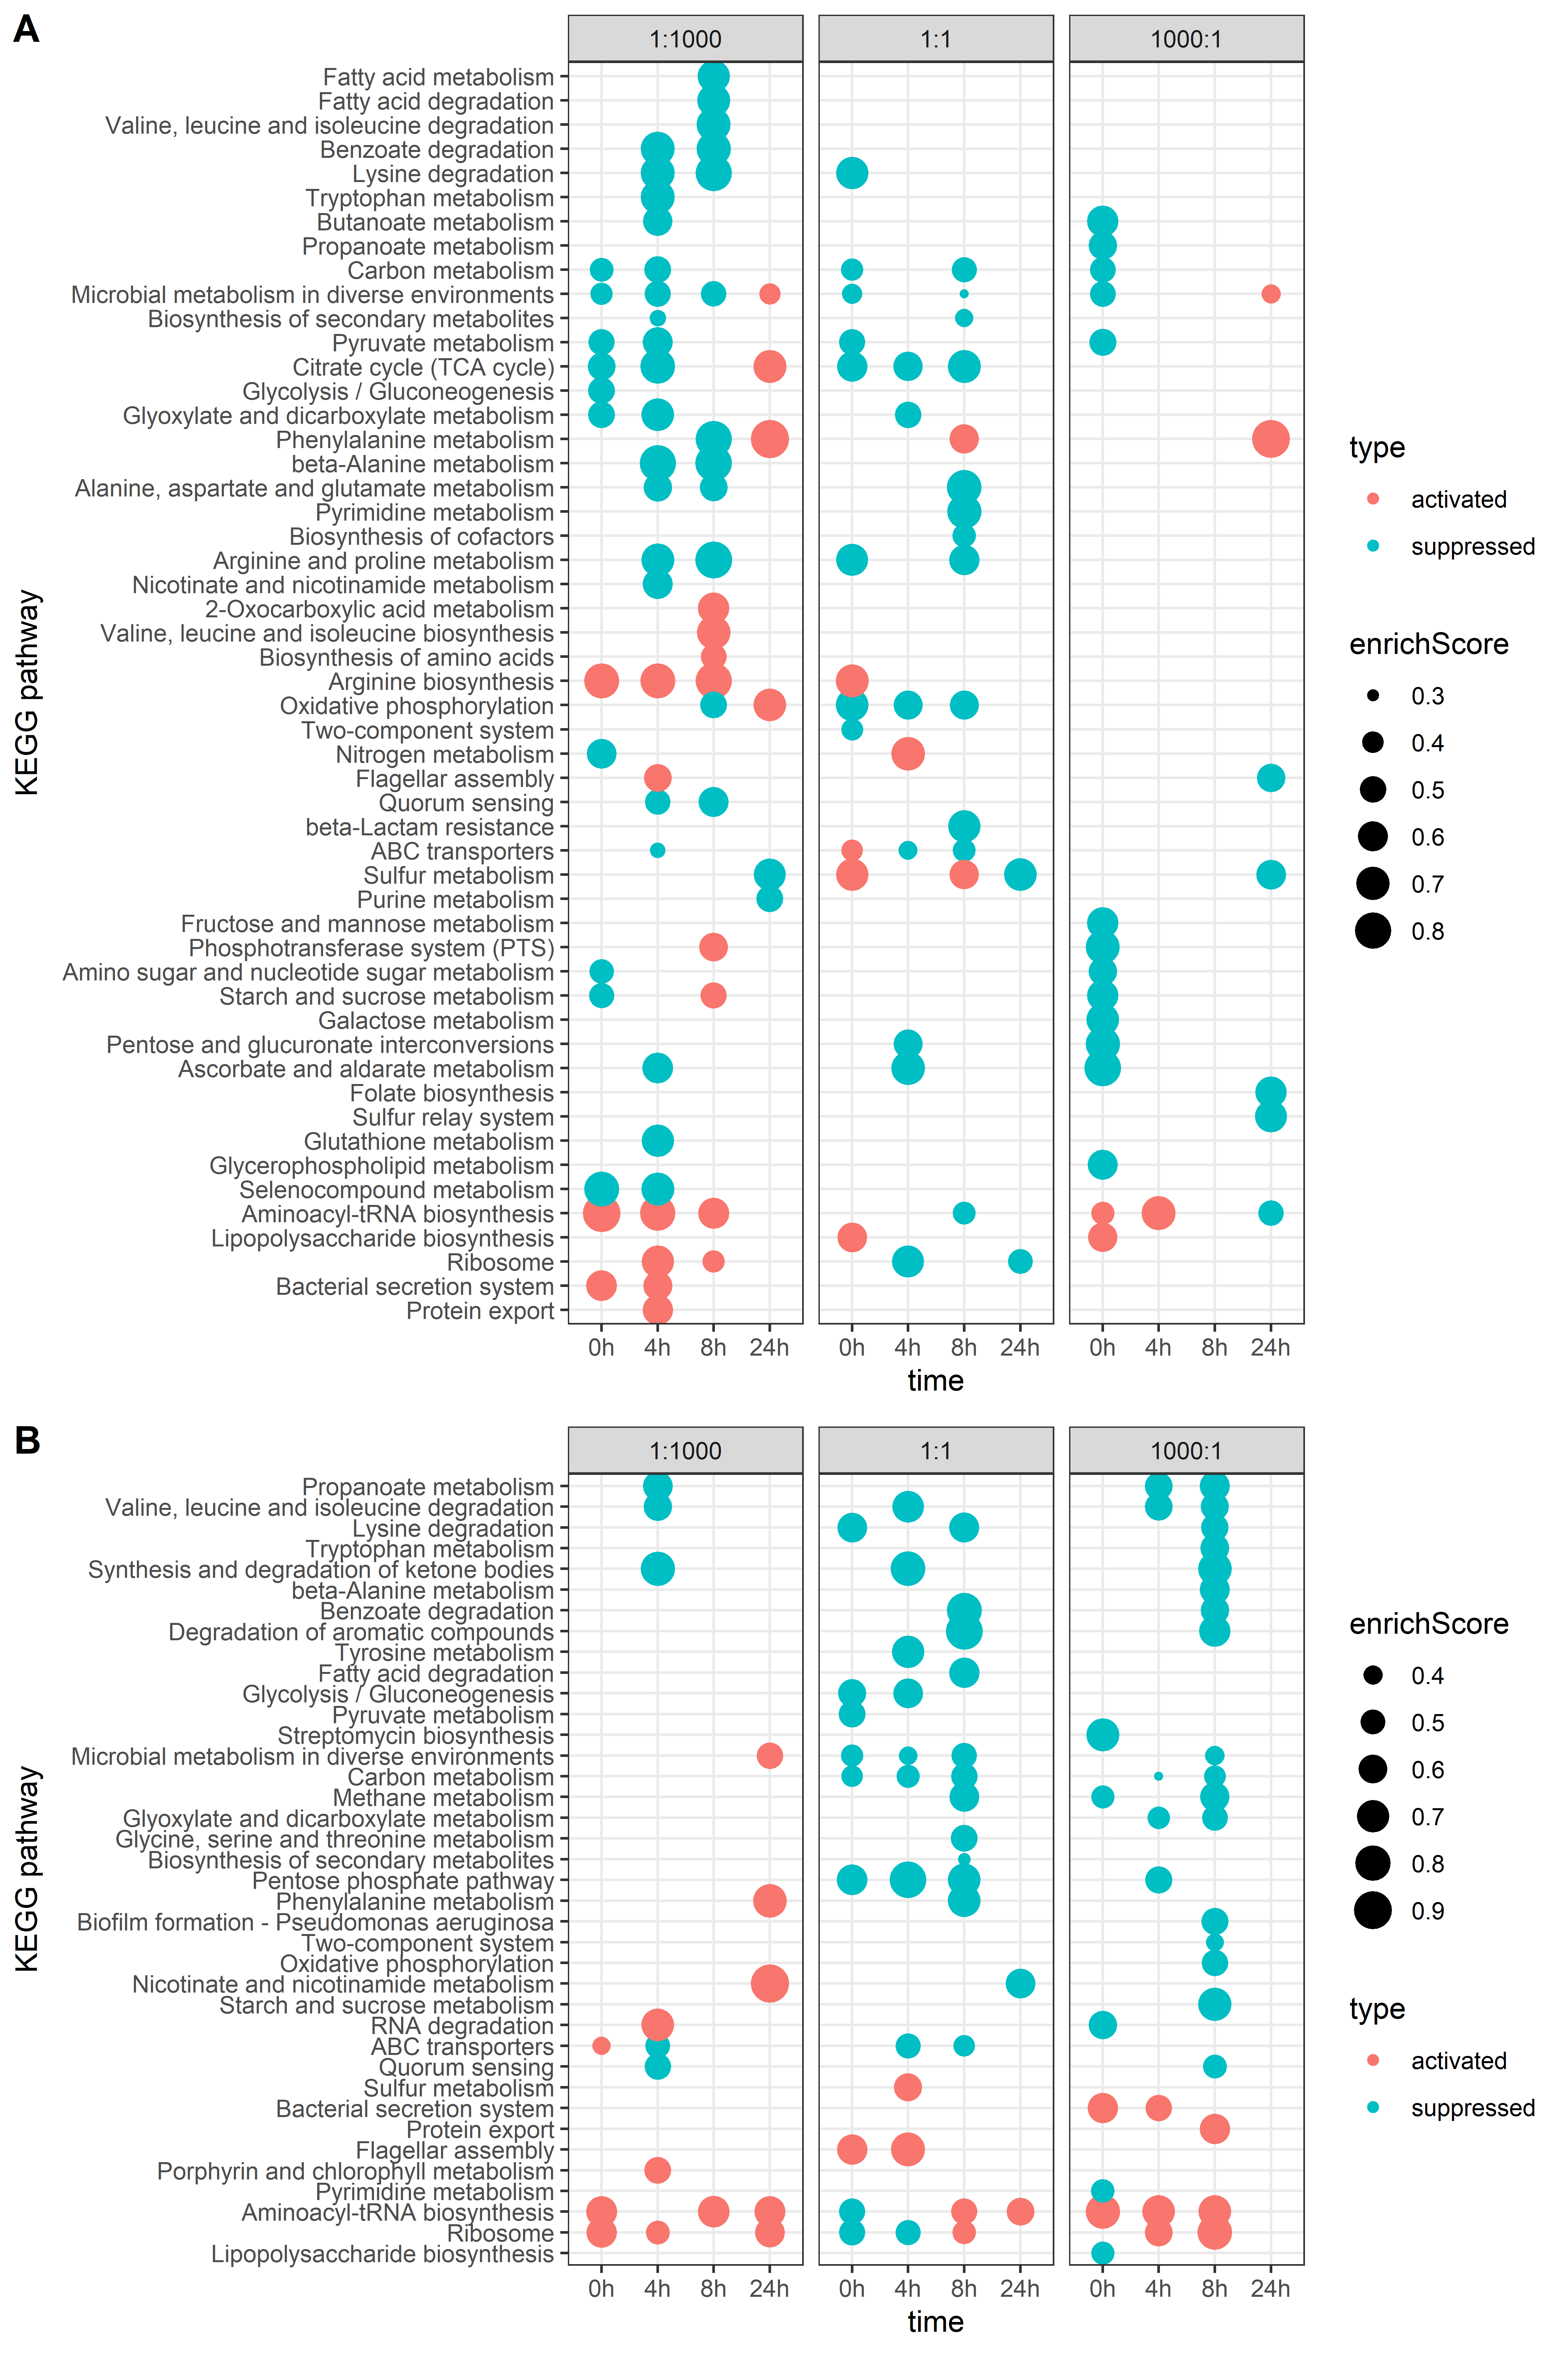 A
1:1000
1:1
1000:1
Fatty acid metabolism
Fatty acid degradation
Valine, leucine and isoleucine degradation
Benzoate degradation
Lysine degradation
Tryptophan metabolism
Butanoate metabolism
Propanoate metabolism
Carbon metabolism
Microbial metabolism in diverse environments
Biosynthesis of secondary metabolites
Pyruvate metabolism
Citrate cycle (TCA cycle)
Glycolysis / Gluconeogenesis
Glyoxylate and dicarboxylate metabolism
Phenylalanine metabolism
beta-Alanine metabolism
Alanine, aspartate and glutamate metabolism
Pyrimidine metabolism
Biosynthesis of cofactors
Arginine and proline metabolism
Nicotinate and nicotinamide metabolism
2-Oxocarboxylic acid metabolism
Valine, leucine and isoleucine biosynthesis
Biosynthesis of amino acids
Arginine biosynthesis
Oxidative phosphorylation
Two-component system
Nitrogen metabolism
Flagellar assembly
Quorum sensing
beta-Lactam resistance
ABC transporters
Sulfur metabolism
Purine metabolism
Fructose and mannose metabolism
Phosphotransferase system (PTS)
Amino sugar and nucleotide sugar metabolism
Starch and sucrose metabolism
Galactose metabolism
Pentose and glucuronate interconversions
Ascorbate and aldarate metabolism
Folate biosynthesis
Sulfur relay system
Glutathione metabolism
Glycerophospholipid metabolism
Selenocompound metabolism
Aminoacyl-tRNA biosynthesis
Lipopolysaccharide biosynthesis
Ribosome
Bacterial secretion system
Protein export
KEGG pathway
0h 4h 8h 24h
0h 4h 8h 24h
0h 4h 8h 24h
time
type
activated
suppressed
enrichScore
0.3
0.4
0.5
0.6
0.7
0.8
B
1:1000
1:1
1000:1
Propanoate metabolism
Valine, leucine and isoleucine degradation
Lysine degradation
Tryptophan metabolism
Synthesis and degradation of ketone bodies
beta-Alanine metabolism
Benzoate degradation
Degradation of aromatic compounds
Tyrosine metabolism
Fatty acid degradation
Glycolysis / Gluconeogenesis
Pyruvate metabolism
Streptomycin biosynthesis
Microbial metabolism in diverse environments
Carbon metabolism
Methane metabolism
Glyoxylate and dicarboxylate metabolism
Glycine, serine and threonine metabolism
Biosynthesis of secondary metabolites
Pentose phosphate pathway
Phenylalanine metabolism
Biofilm formation - Pseudomonas aeruginosa
Two-component system
Oxidative phosphorylation
Nicotinate and nicotinamide metabolism
Starch and sucrose metabolism
RNA degradation
ABC transporters
Quorum sensing
Sulfur metabolism
Bacterial secretion system
Protein export
Flagellar assembly
Porphyrin and chlorophyll metabolism
Pyrimidine metabolism
Aminoacyl-tRNA biosynthesis
Ribosome
Lipopolysaccharide biosynthesis
KEGG pathway
0h 4h 8h 24h
0h 4h 8h 24h
0h 4h 8h 24h
time
enrichScore
0.4
0.5
0.6
0.7
0.8
0.9
type
activated
suppressed